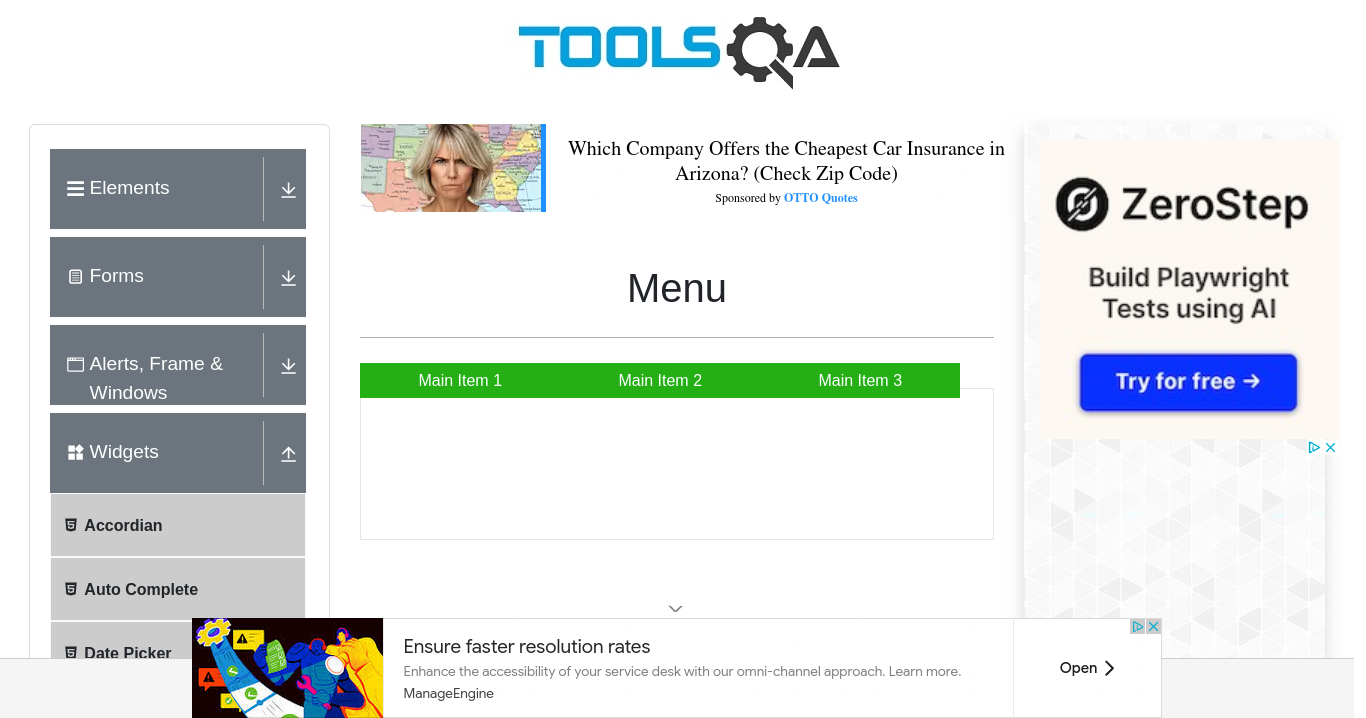 TOOLSQA
Elements
Forms
Alerts, Frame &
Windows
Widgets
Accordian
Auto Complete
Date Picker
Which Company Offers the Cheapest Car Insurance in
Arizona? (Check Zip Code)
Sponsored by OTTO Quotes
Menu
Main Item 1
Main Item 2
Main Item 3
ZeroStep
Build Playwright
Tests using AI
Try for free →
Ensure faster resolution rates
Enhance the accessibility of your service desk with our omni-channel approach. Learn more.
ManageEngine
Open